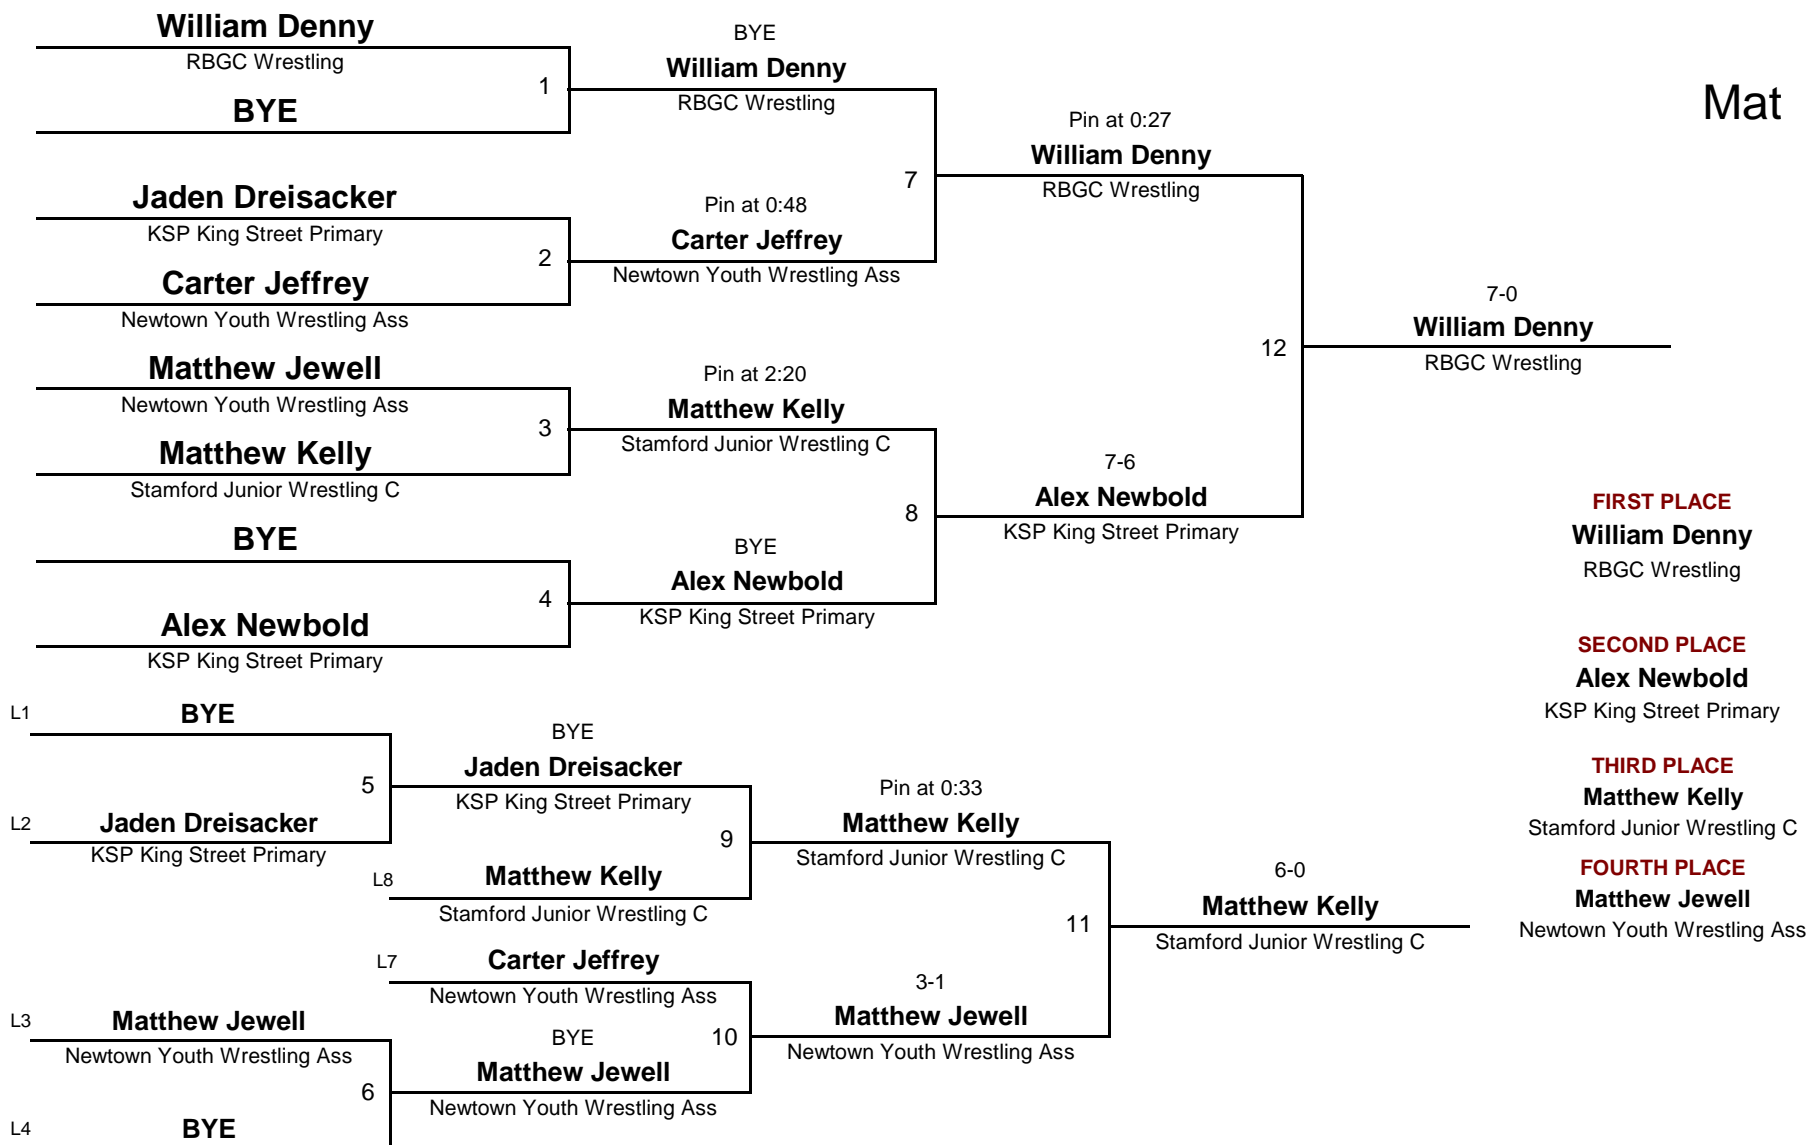 William Denny
RBGC Wrestling
1
BYE
BYE
William Denny
RBGC Wrestling
Mat
Pin at 0:27
William Denny
RBGC Wrestling
7
Jaden Dreisacker
KSP King Street Primary
2
Carter Jeffrey
Newtown Youth Wrestling Ass
Pin at 0:48
Carter Jeffrey
Newtown Youth Wrestling Ass
7-0
William Denny
RBGC Wrestling
12
Matthew Jewell
Newtown Youth Wrestling Ass
3
Matthew Kelly
Stamford Junior Wrestling C
Pin at 2:20
Matthew Kelly
Stamford Junior Wrestling C
7-6
Alex Newbold
KSP King Street Primary
8
BYE
4
Alex Newbold
KSP King Street Primary
BYE
Alex Newbold
KSP King Street Primary
FIRST PLACE
William Denny
RBGC Wrestling
SECOND PLACE
Alex Newbold
KSP King Street Primary
THIRD PLACE
Matthew Kelly
Stamford Junior Wrestling C
FOURTH PLACE
Matthew Jewell
Newtown Youth Wrestling Ass
L1
BYE
5
L2
Jaden Dreisacker
KSP King Street Primary
BYE
Jaden Dreisacker
KSP King Street Primary
9
L8
Matthew Kelly
Stamford Junior Wrestling C
Pin at 0:33
Matthew Kelly
Stamford Junior Wrestling C
11
6-0
Matthew Kelly
Stamford Junior Wrestling C
L7
Carter Jeffrey
Newtown Youth Wrestling Ass
10
BYE
Matthew Jewell
Newtown Youth Wrestling Ass
3-1
Matthew Jewell
Newtown Youth Wrestling Ass
L3
Matthew Jewell
Newtown Youth Wrestling Ass
6
L4
BYE